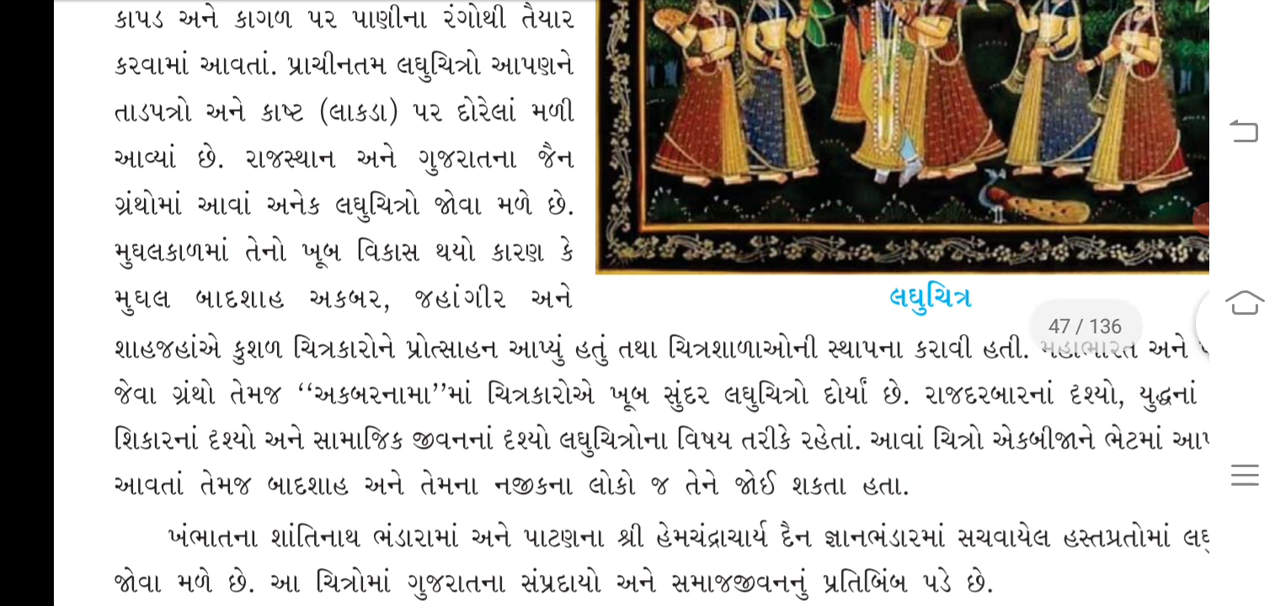 કાપડ અને કાગળ પર પાણીના રંગોથી તૈયાર
કરવામાં આવતાં. પ્રાચીનતમ લઘુચિત્રો આપણને
તાડપત્રો અને કાષ્ટ (લાકડા) પર દોરેલાં મળી
આવ્યાં છે. રાજસ્થાન અને ગુજરાતના જૈન
ગ્રંથોમાં આવાં અનેક લઘુચિત્રો જોવા મળે છે.
મુઘલકાળમાં તેનો ખૂબ વિકાસ થયો કારણ કે
મુઘલ બાદશાહ અકબર, જહાંગીર અને
લઘુચિત્ર
47 / 136
શાહજહાંએ કુશળ ચિત્રકારોને પ્રોત્સાહન આપ્યું હતું તથા ચિત્રશાળાઓની સ્થાપના કરાવી હતી. મહાભારત અને
જેવા ગ્રંથો તેમજ “અકબરનામા”માં ચિત્રકારોએ ખૂબ સુંદર લઘુચિત્રો દોર્યાં છે. રાજદરબારનાં દૃશ્યો, યુદ્ધનાં
શિકારનાં દૃશ્યો અને સામાજિક જીવનનાં દૃશ્યો લઘુચિત્રોના વિષય તરીકે રહેતાં. આવાં ચિત્રો એકબીજાને ભેટમાં
આવતાં તેમજ બાદશાહ અને તેમના નજીકના લોકો જ તેને જોઈ શકતા હતા.
ખંભાતના શાંતિનાથ ભંડારામાં અને પાટણના શ્રી હેમચંદ્રાચાર્ય દૈન જ્ઞાનભંડારમાં સચવાયેલ હસ્તપ્રતોમાં
જોવા મળે છે. આ ચિત્રોમાં ગુજરાતના સંપ્રદાયો અને સમાજજીવનનું પ્રતિબિંબ પડે છે.